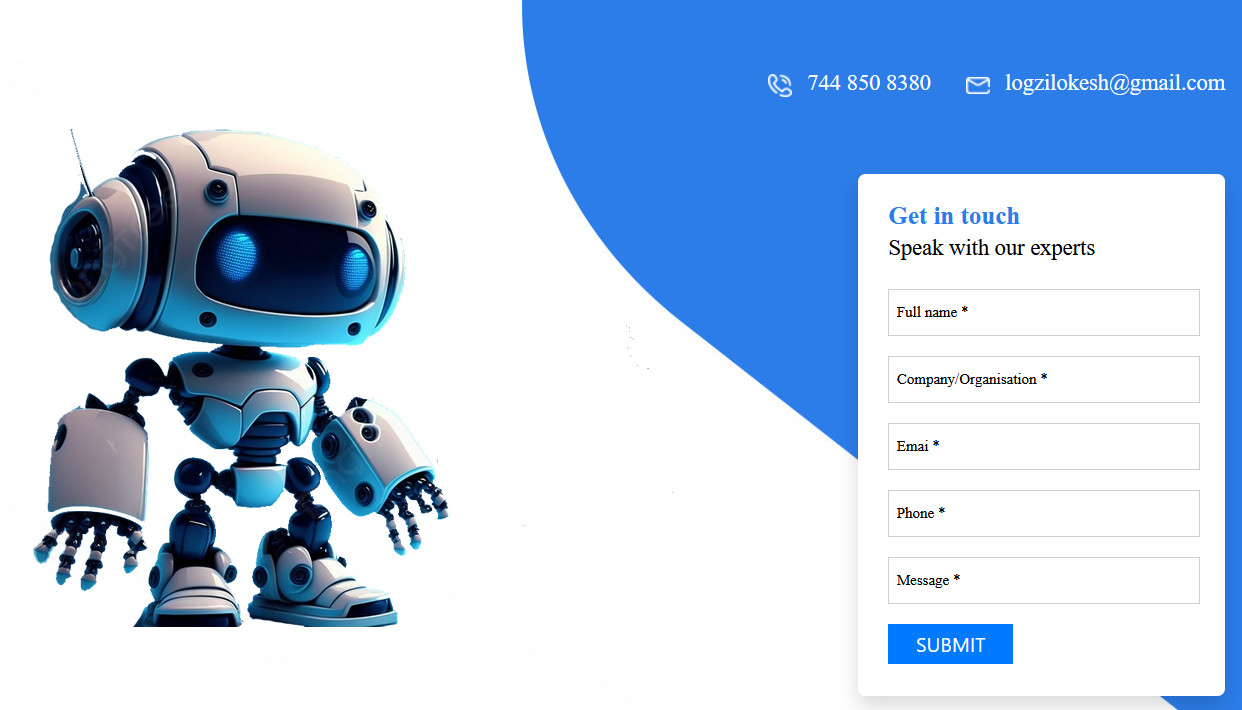 744 850 8380
logzilokesh@gmail.com
Get in touch
Speak with our experts
Full name *
Company/Organisation *
Emai *
Phone *
Message *
SUBMIT